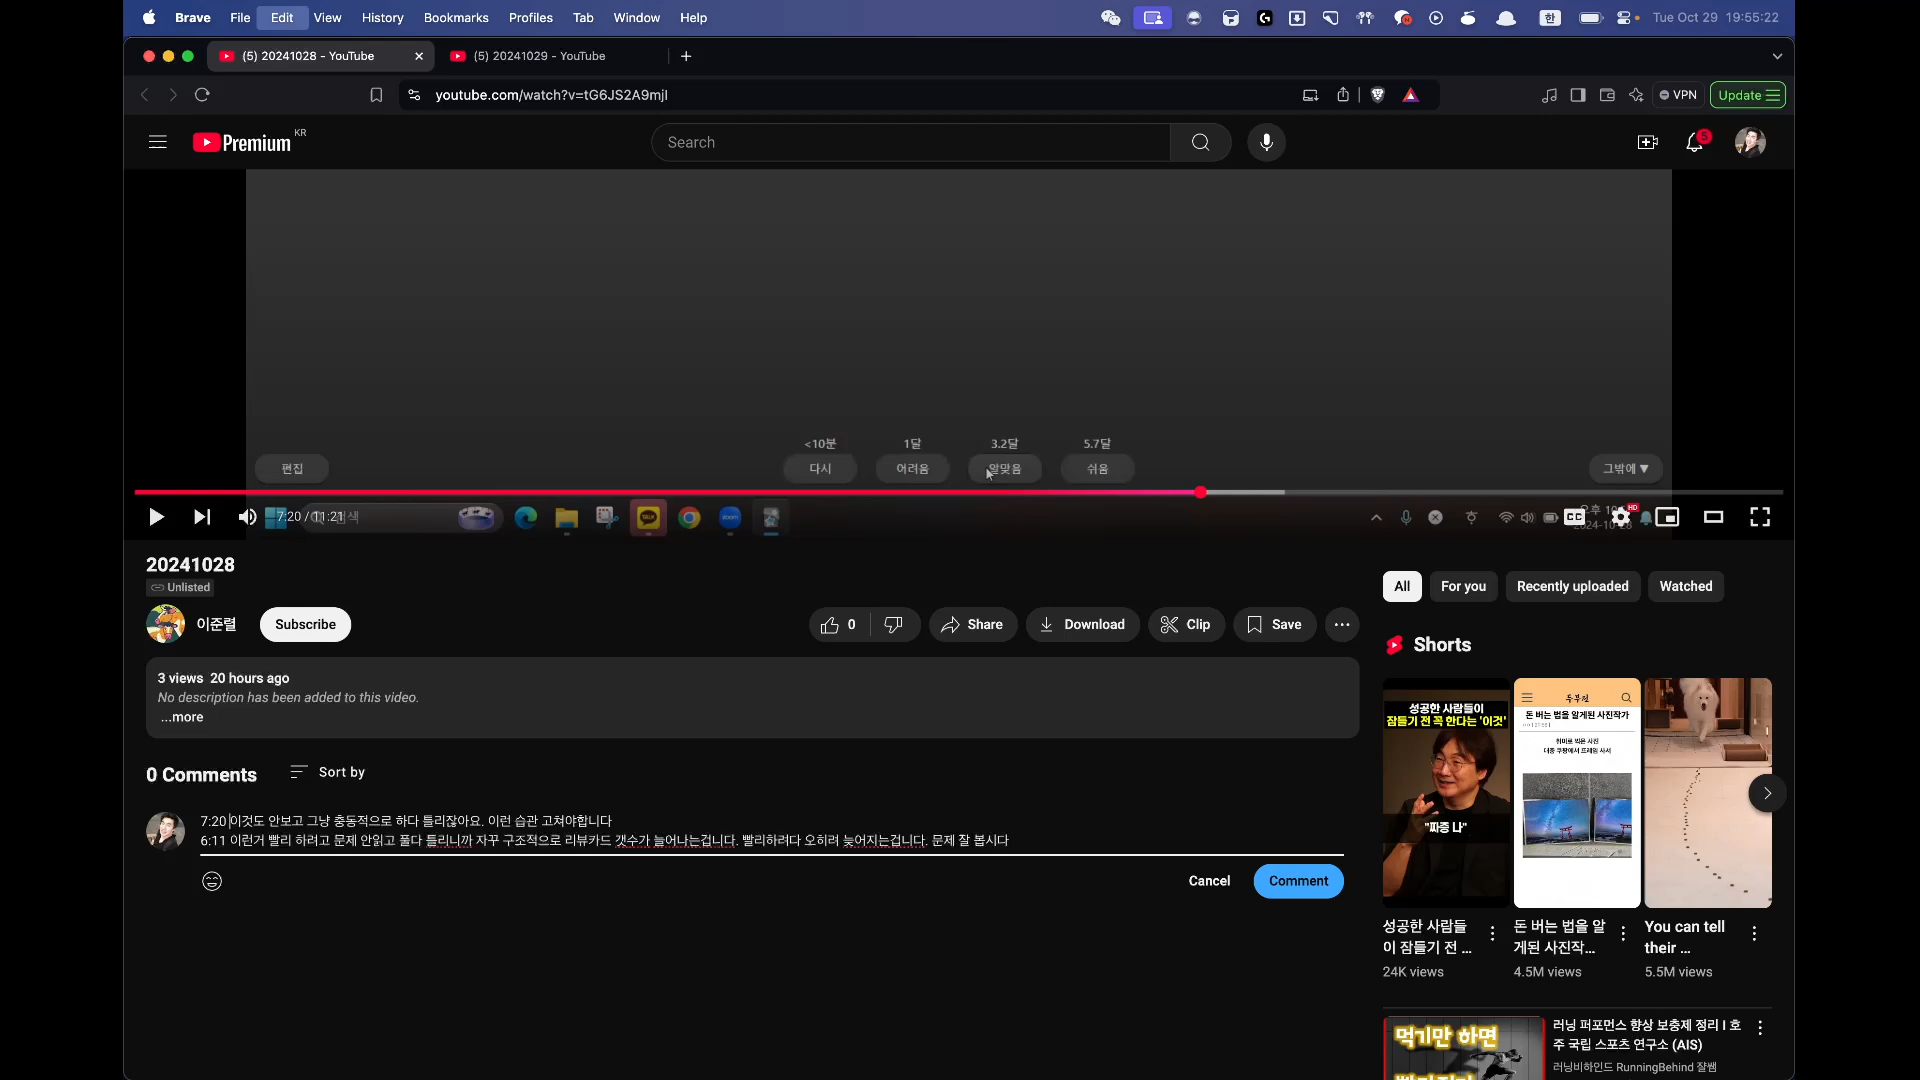 Brave File Edit View History Bookmarks Profiles Tab Window Help
한 Tue Oct 29 19:55:22
(5) 20241028 - YouTube
(5) 20241029 - YouTube
youtube.com/watch?v=tG6JS2A9mjI
VPN
Update
Premium KR
Search
5
<10분 1달 3.2달 5.7달
편집 다시 어려움 알맞음 쉬움 그밖에 ▼
7:20 / 11:21
TALK
zoom
CC
HD
20241028
Unlisted
이준렬
Subscribe
0
Share
Download
Clip
Save
3 views 20 hours ago
No description has been added to this video.
...more
0 Comments
Sort by
7:20 이것도 안보고 그냥 충동적으로 하다 틀리잖아요. 이런 습관 고쳐야합니다
6:11 이런거 빨리 하려고 문제 안읽고 풀다 틀리니까 자꾸 구조적으로 리뷰카드 갯수가 늘어나는겁니다. 빨리하려다 오히려 늦어지는겁니다. 문제 잘 봅시다
Cancel
Comment
All
For you
Recently uploaded
Watched
Shorts
성공한 사람들이
잠들기 전 꼭 한다는 '이것'
"짜증 나"
돈 버는 법을 알게된 사진작가
성공한 사람들
이 잠들기 전 ...
24K views
돈 버는 법을 알
게된 사진작...
4.5M views
You can tell
their ...
5.5M views
먹기만 하면
러닝 퍼포먼스 향상 보충제 정리 I 호
주 국립 스포츠 연구소 (AIS)
러닝비하인드 RunningBehind 잘쌤